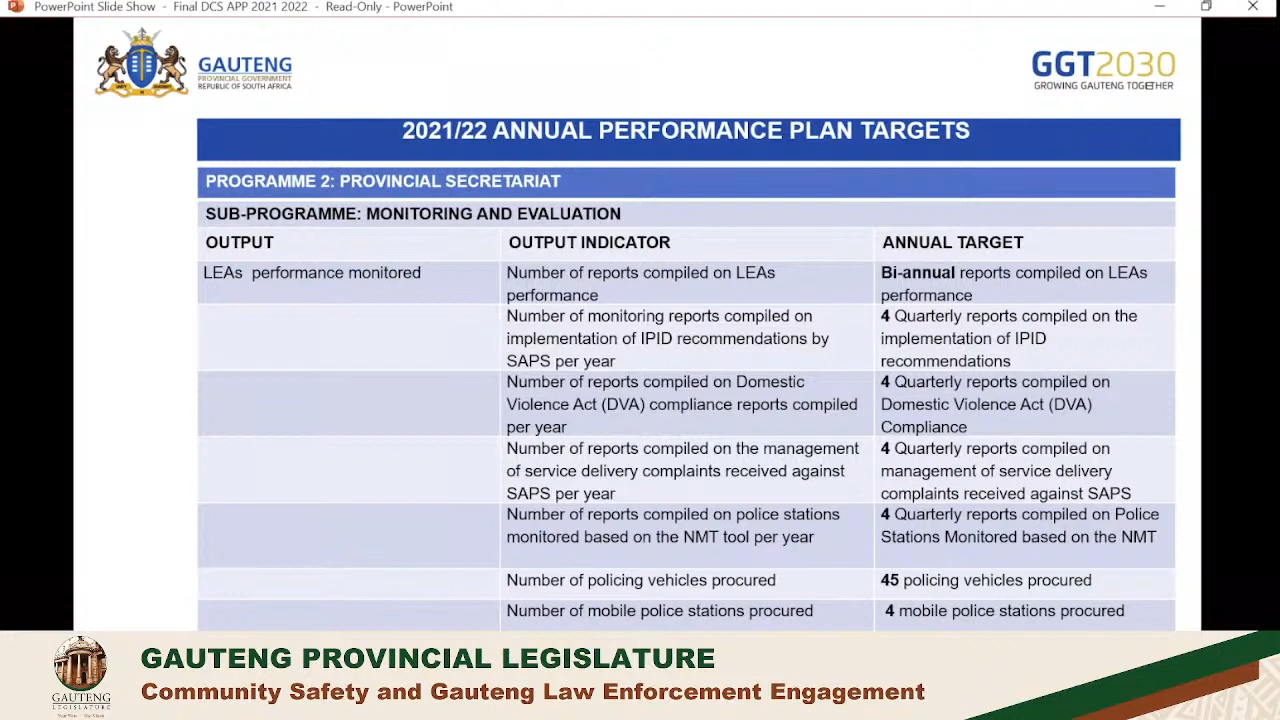 PowerPoint Slide Show - Final DCS APP 2021 2022 - Read-Only - PowerPoint
GAUTENG
PROVINCIAL GOVERNMENT
REPUBLIC OF SOUTH AFRICA
GGT2030
GROWING GAUTENG TOGETHER
2021/22 ANNUAL PERFORMANCE PLAN TARGETS
PROGRAMME 2: PROVINCIAL SECRETARIAT
SUB-PROGRAMME: MONITORING AND EVALUATION
OUTPUT OUTPUT INDICATOR ANNUAL TARGET
LEAs performance monitored
Number of reports compiled on LEAs
performance
Bi-annual reports compiled on LEAs
performance
Number of monitoring reports compiled on
implementation of IPID recommendations by
SAPS per year
4 Quarterly reports compiled on the
implementation of IPID
recommendations
Number of reports compiled on Domestic
Violence Act (DVA) compliance reports compiled
per year
4 Quarterly reports compiled on
Domestic Violence Act (DVA)
Compliance
Number of reports compiled on the management
of service delivery complaints received against
SAPS per year
4 Quarterly reports compiled on
management of service delivery
complaints received against SAPS
Number of reports compiled on police stations
monitored based on the NMT tool per year
4 Quarterly reports compiled on Police
Stations Monitored based on the NMT
Number of policing vehicles procured
45 policing vehicles procured
Number of mobile police stations procured
4 mobile police stations procured
GAUTENG PROVINCIAL LEGISLATURE
Community Safety and Gauteng Law Enforcement Engagement
GAUTENG
LEGISLATURE